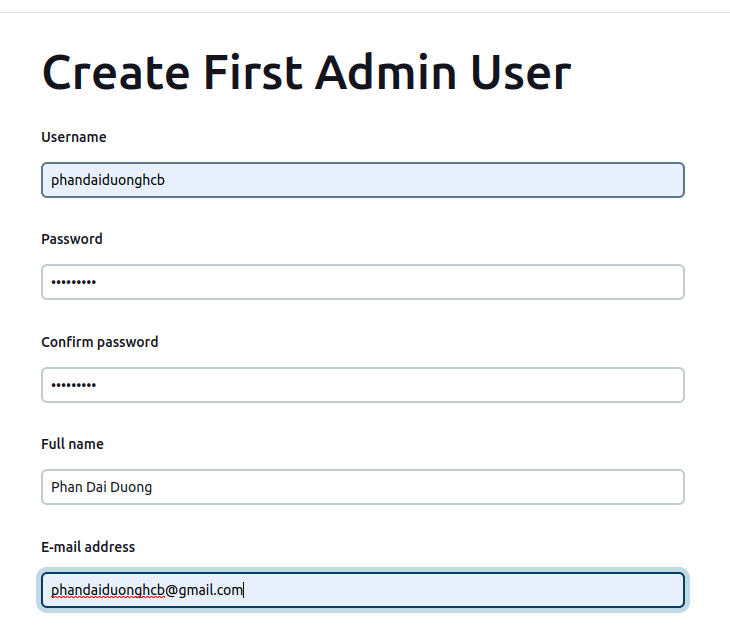 Create First Admin User
Username
phandaiduonghcb
Password
•••••••••
Confirm password
•••••••••
Full name
Phan Dai Duong
E-mail address
phandaiduonghcb@gmail.com